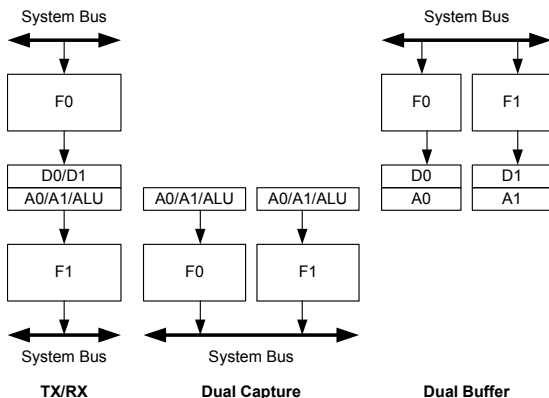 System Bus
F0
D0/D1
A0/A1/ALU
F1
System Bus
TX/RX
A0/A1/ALU A0/A1/ALU
F0 F1
System Bus
Dual Capture
System Bus
F0 F1
D0 D1
A0 A1
Dual Buffer